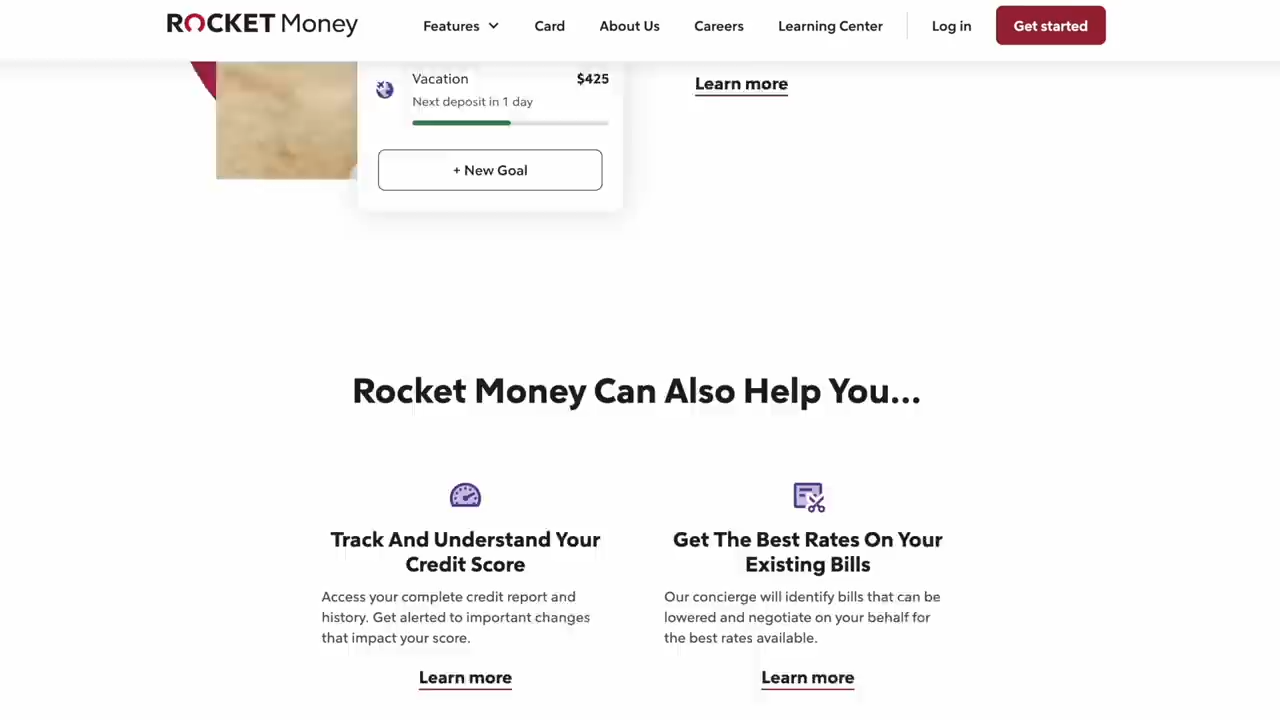 ROCKET Money
Features
Card
About Us
Careers
Learning Center
Log in
Get started
Vacation $425
Next deposit in 1 day
+ New Goal
Learn more
Rocket Money Can Also Help You...
Track And Understand Your
Credit Score
Access your complete credit report and
history. Get alerted to important changes
that impact your score.
Learn more
Get The Best Rates On Your
Existing Bills
Our concierge will identify bills that can be
lowered and negotiate on your behalf for
the best rates available.
Learn more